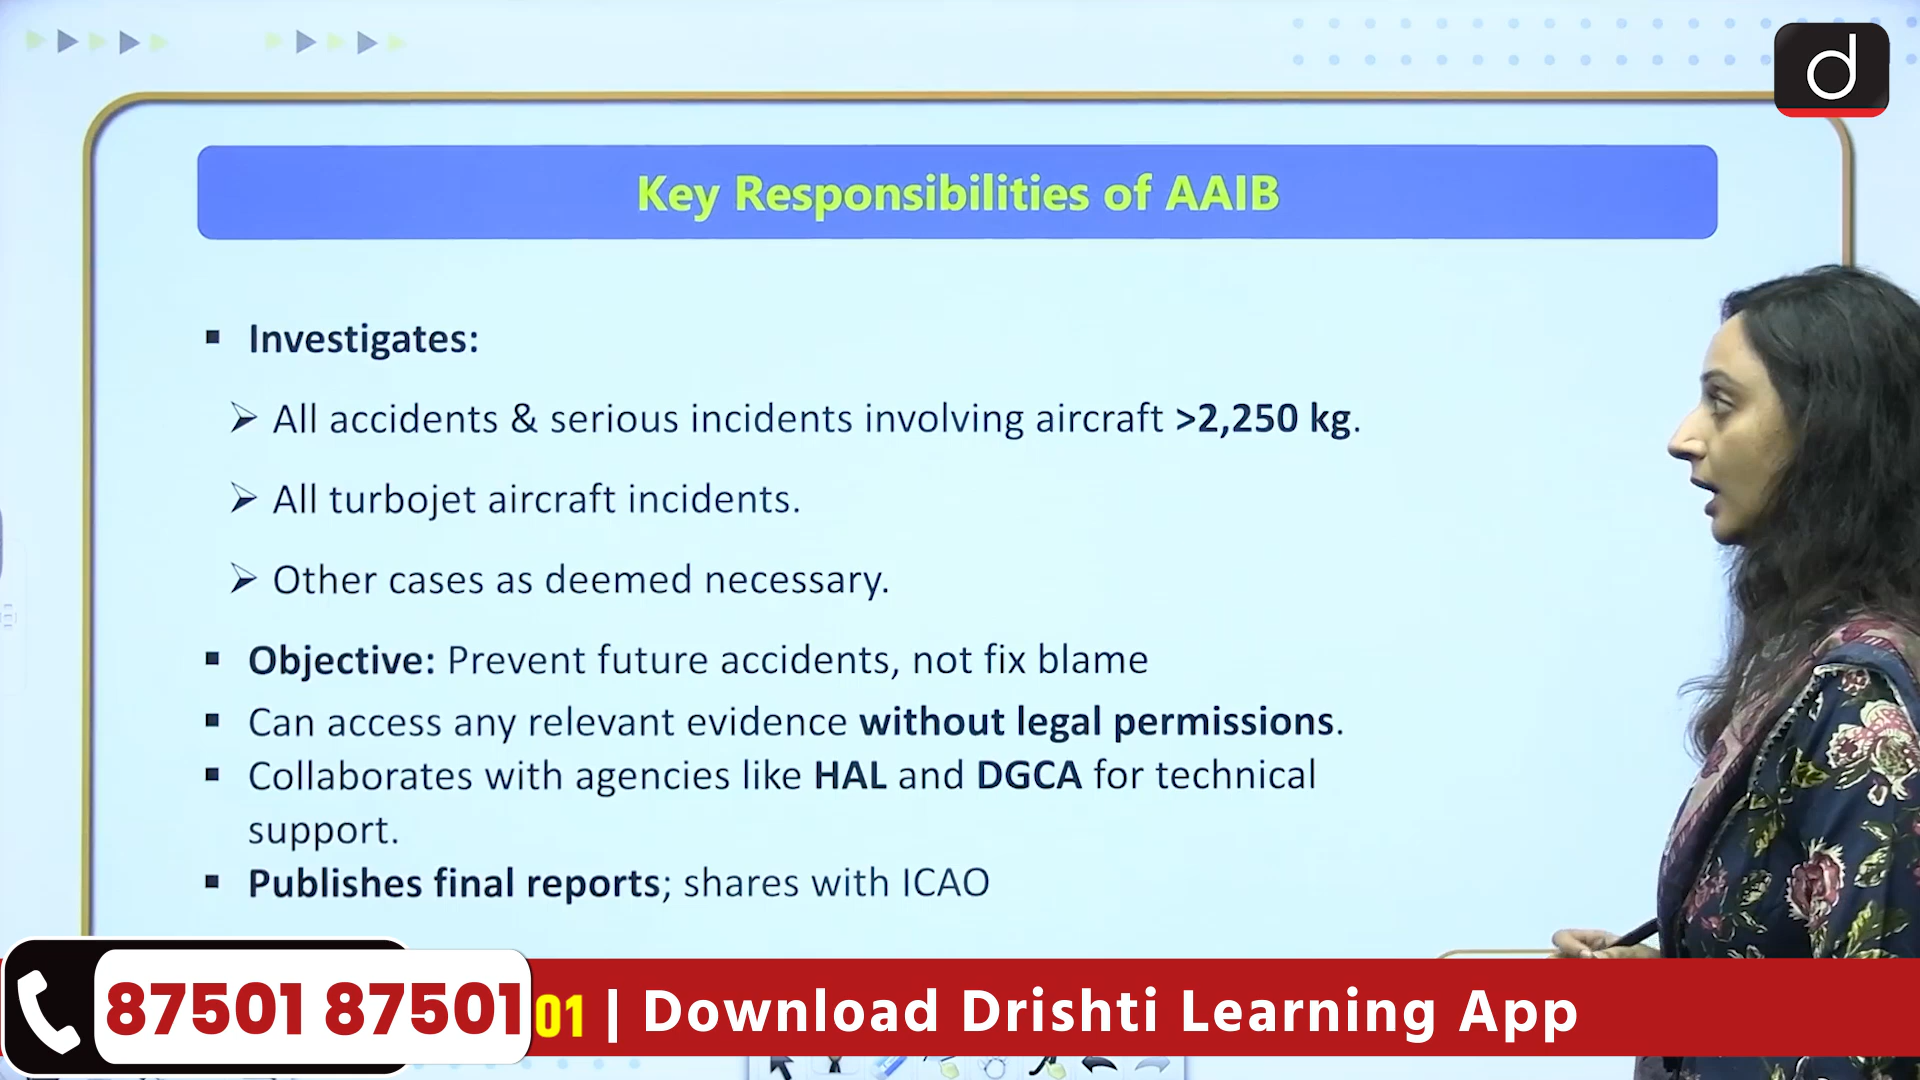 d
Key Responsibilities of AAIB
▪ Investigates:
➢ All accidents & serious incidents involving aircraft >2,250 kg.
➢ All turbojet aircraft incidents.
➢ Other cases as deemed necessary.
▪ Objective: Prevent future accidents, not fix blame
▪ Can access any relevant evidence without legal permissions.
▪ Collaborates with agencies like HAL and DGCA for technical
support.
▪ Publishes final reports; shares with ICAO
87501 87501
01 | Download Drishti Learning App